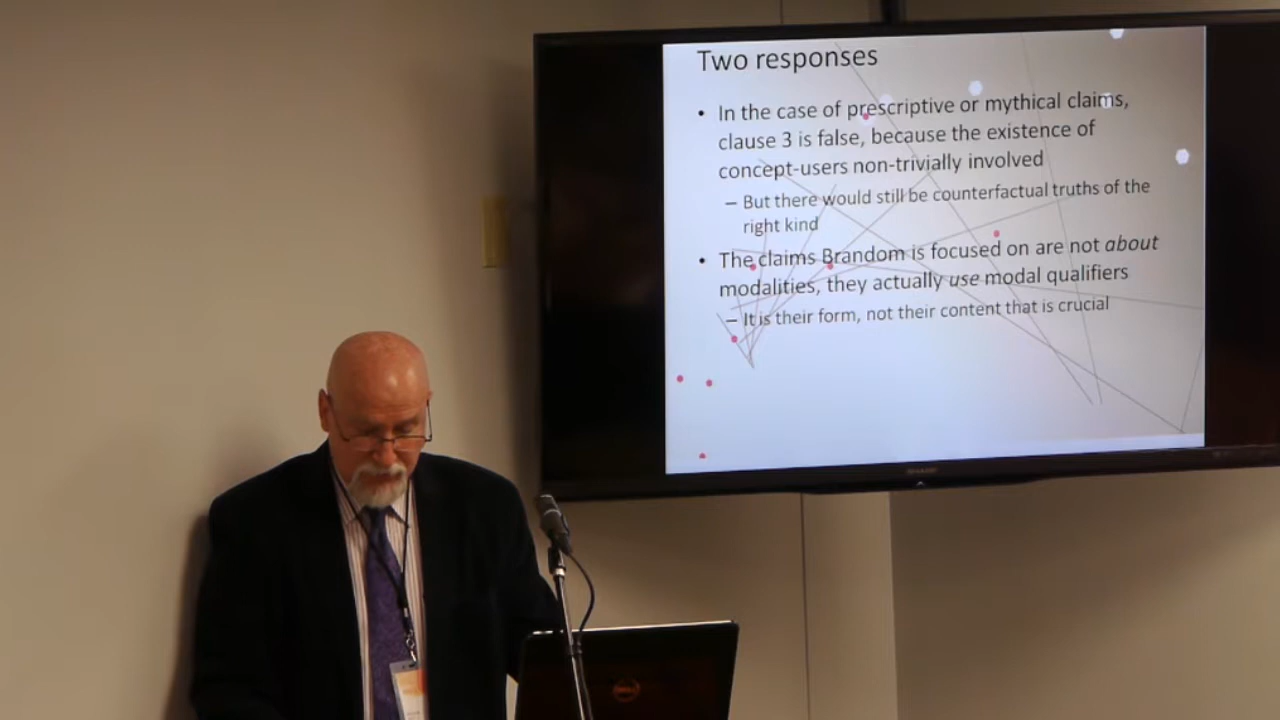 Two responses
• In the case of prescriptive or mythical claims,
clause 3 is false, because the existence of
concept-users non-trivially involved
– But there would still be counterfactual truths of the
right kind
• The claims Brandom is focused on are not about
modalities, they actually use modal qualifiers
– It is their form, not their content that is crucial
SHARP
DELL